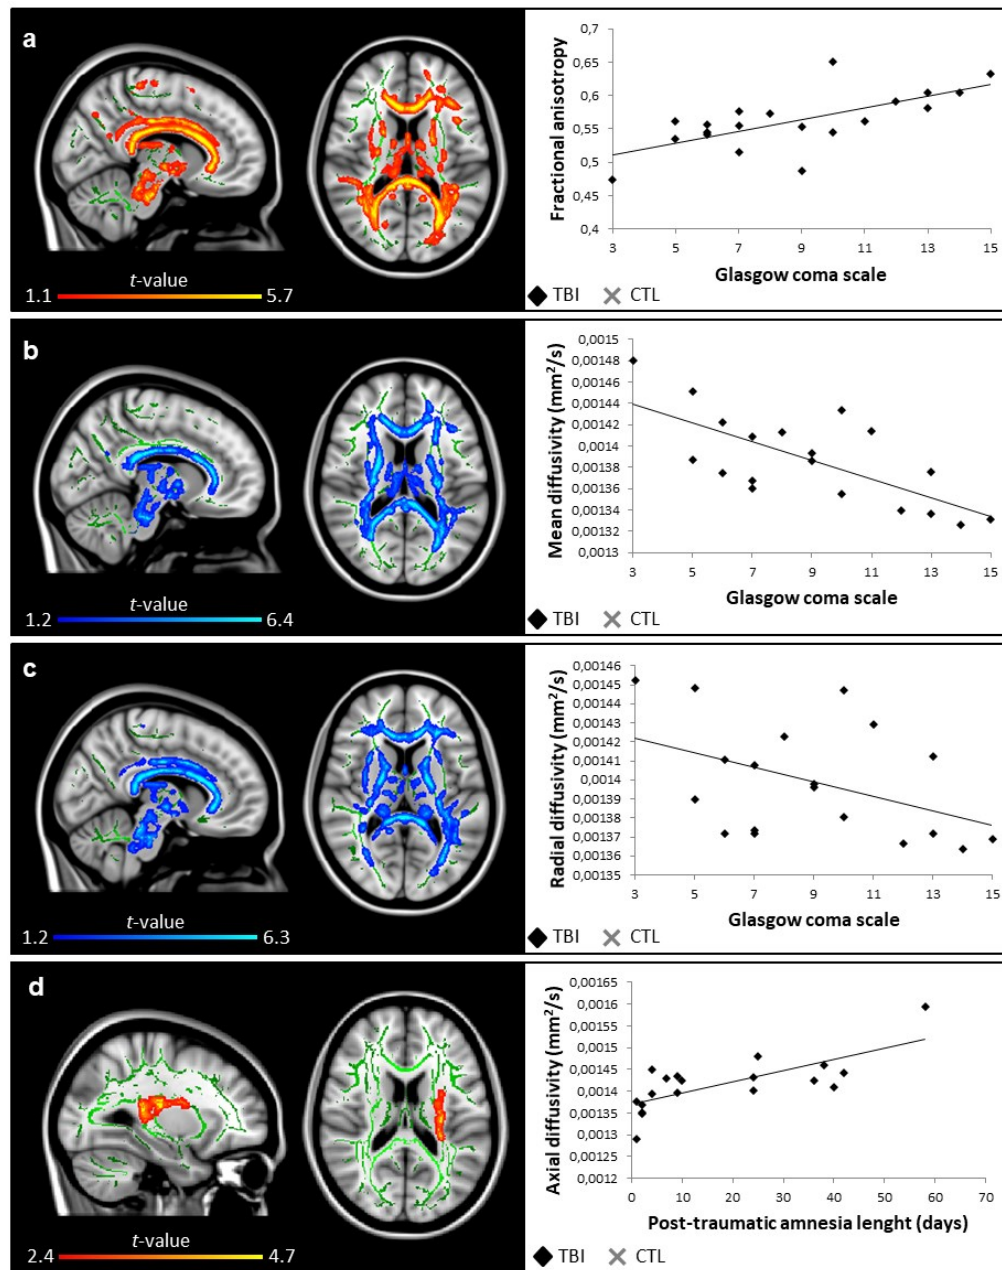 a
t-value
1.1 5.7
0,7
0,65
0,6
0,55
0,5
0,45
0,4
Fractional anisotropy
3 5 7 9 11 13 15
Glasgow coma scale
TBI CTL
b
t-value
1.2 6.4
0,0015
0,00148
0,00146
0,00144
0,00142
0,0014
0,00138
0,00136
0,00134
0,00132
0,0013
Mean diffusivity (mm²/s)
3 5 7 9 11 13 15
Glasgow coma scale
TBI CTL
c
t-value
1.2 6.3
0,00146
0,00145
0,00144
0,00143
0,00142
0,00141
0,0014
0,00139
0,00138
0,00137
0,00136
0,00135
Radial diffusivity (mm²/s)
3 5 7 9 11 13 15
Glasgow coma scale
TBI CTL
d
t-value
2.4 4.7
0,00165
0,0016
0,00155
0,0015
0,00145
0,0014
0,00135
0,0013
0,00125
0,0012
Axial diffusivity (mm²/s)
0 10 20 30 40 50 60 70
Post-traumatic amnesia lenght (days)
TBI CTL